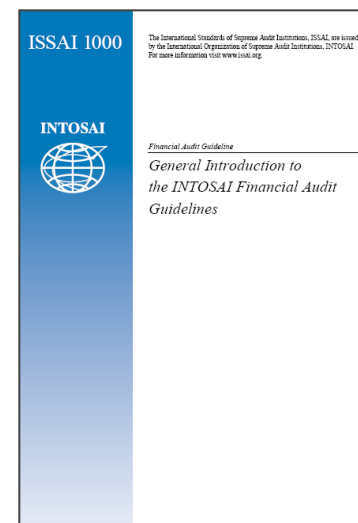 ISSAI 1000
The International Standards of Supreme Audit Institutions, ISSAI, are issued
by the International Organization of Supreme Audit Institutions, INTOSAI.
For more information visit www.issai.org.
INTOSAI
Financial Audit Guideline
General Introduction to
the INTOSAI Financial Audit
Guidelines